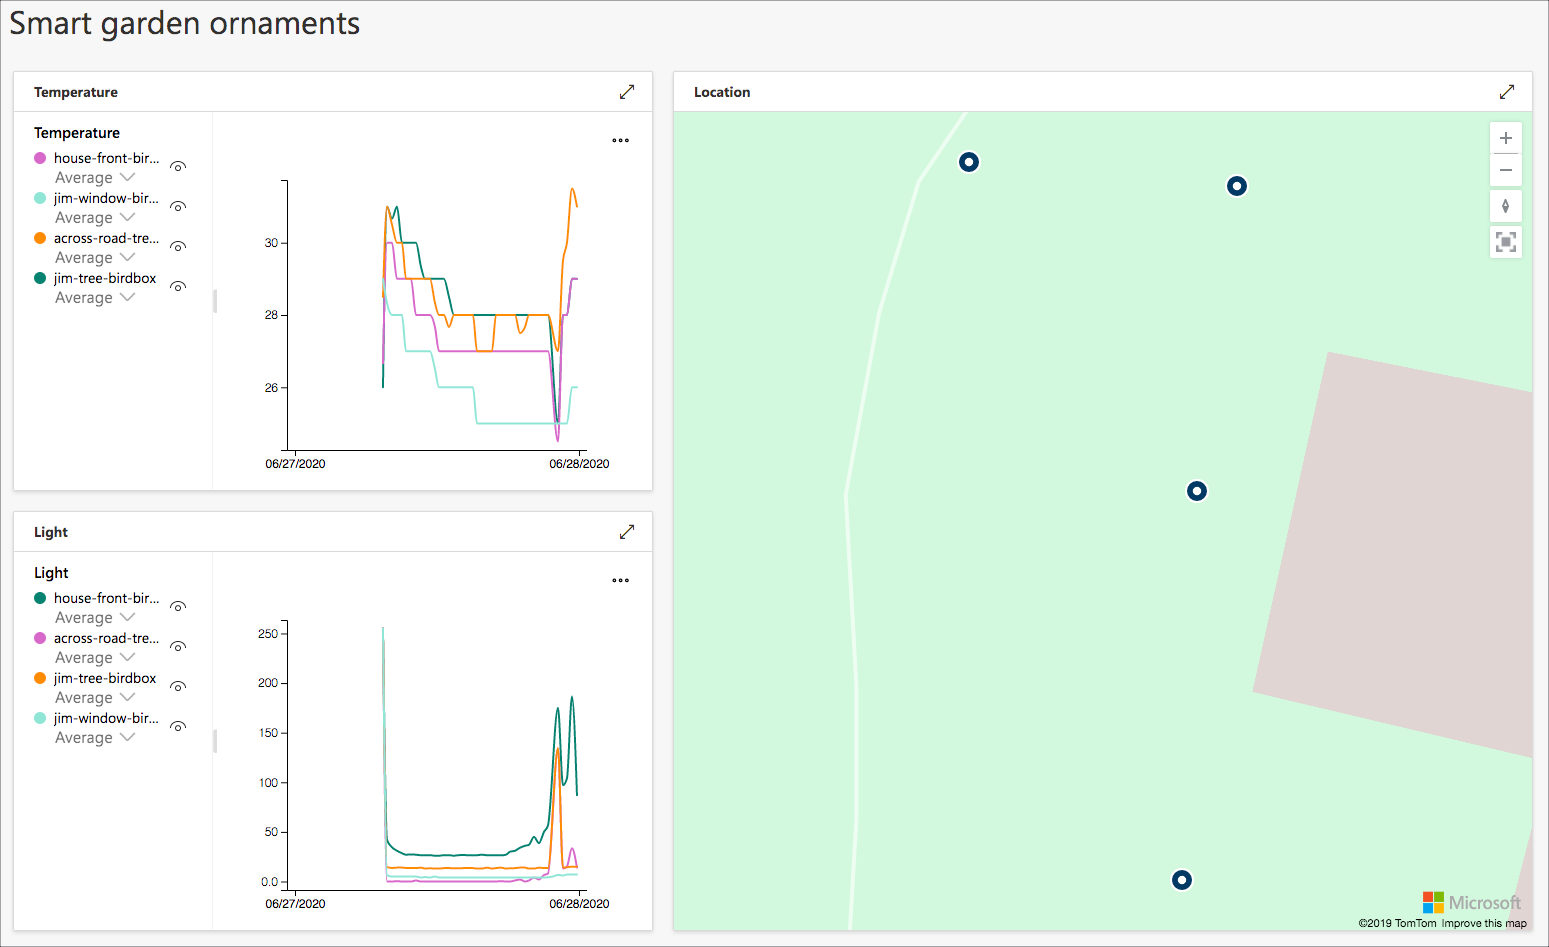 Smart garden ornaments
Temperature
Temperature
house-front-bir...
Average
jim-window-bir...
Average
across-road-tre...
Average
jim-tree-birdbox
Average
30
28
26
06/27/2020 06/28/2020
Light
Light
house-front-bir...
Average
across-road-tre...
Average
jim-tree-birdbox
Average
jim-window-bir...
Average
250
200
150
100
50
0.0
06/27/2020 06/28/2020
Location
Microsoft
©2019 TomTom Improve this map